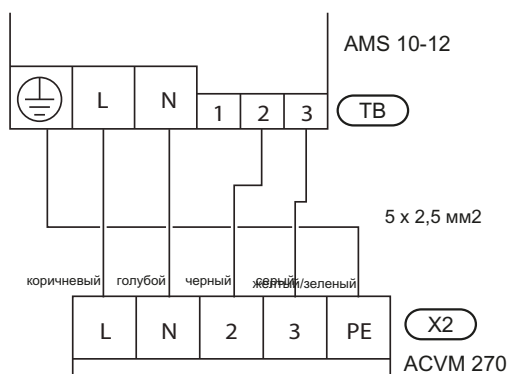 AMS 10-12
L N 1 2 3 TB
5 x 2,5 мм2
коричневый голубой черный серый желтый/зеленый
L N 2 3 PE X2
ACVM 270